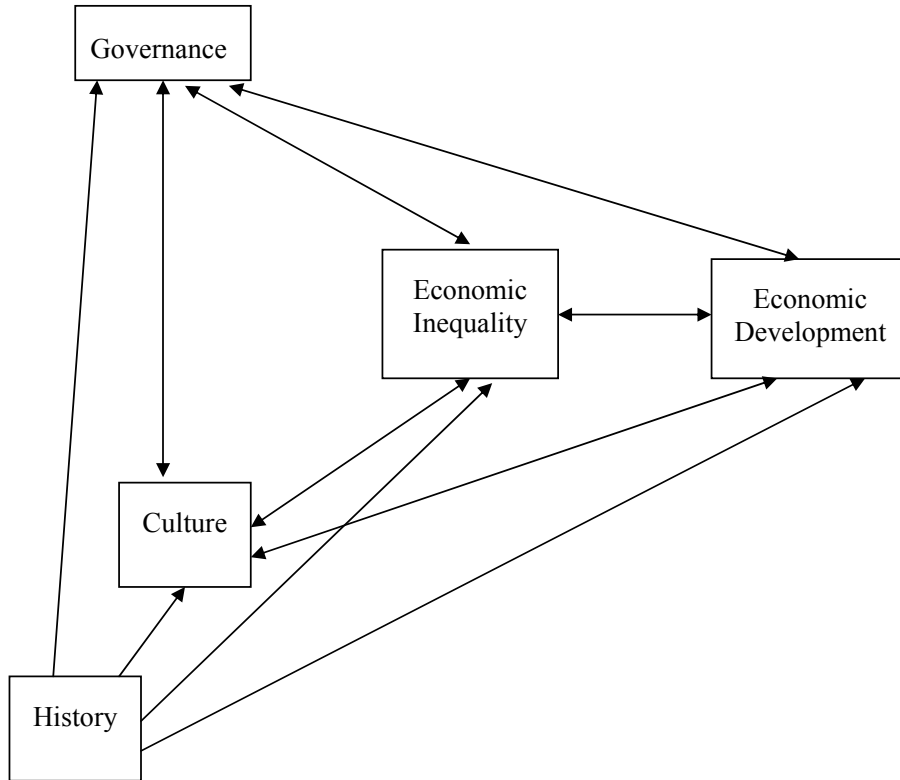 Governance
Economic
Inequality
Economic
Development
Culture
History